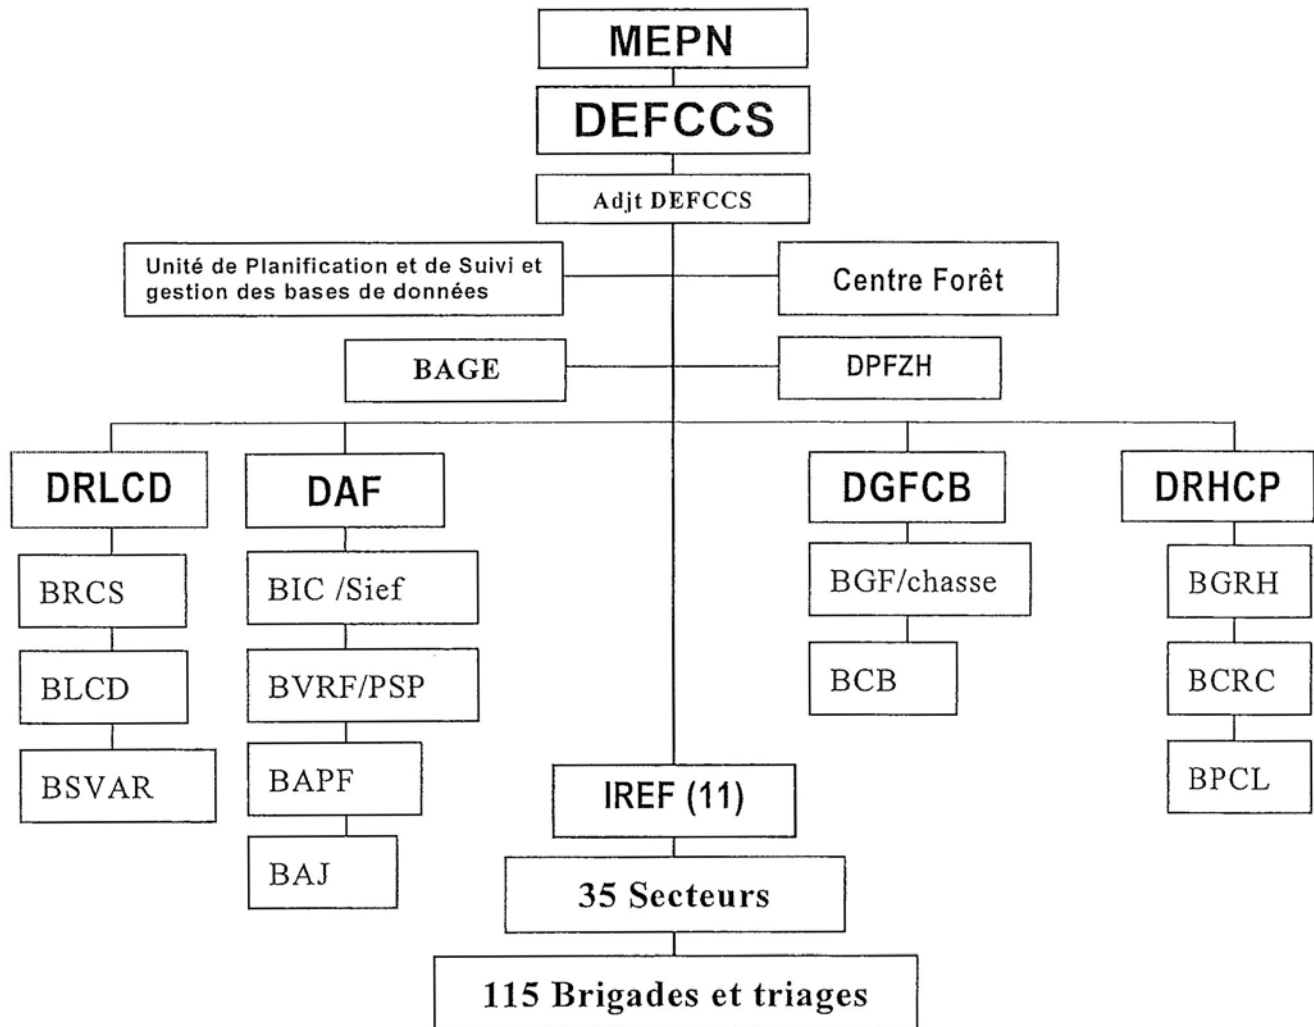 MEPN
DEFCCS
Adjt DEFCCS
Unité de Planification et de Suivi et
gestion des bases de données
Centre Forêt
BAGE
DPFZH
DRLCD
DAF
DGFCB
DRHCP
BRCS
BIC /Sief
BGF/chasse
BGRH
BLCD
BVRF/PSP
BCB
BCRC
BSVAR
BAPF
IREF (11)
BPCL
BAJ
35 Secteurs
115 Brigades et triages